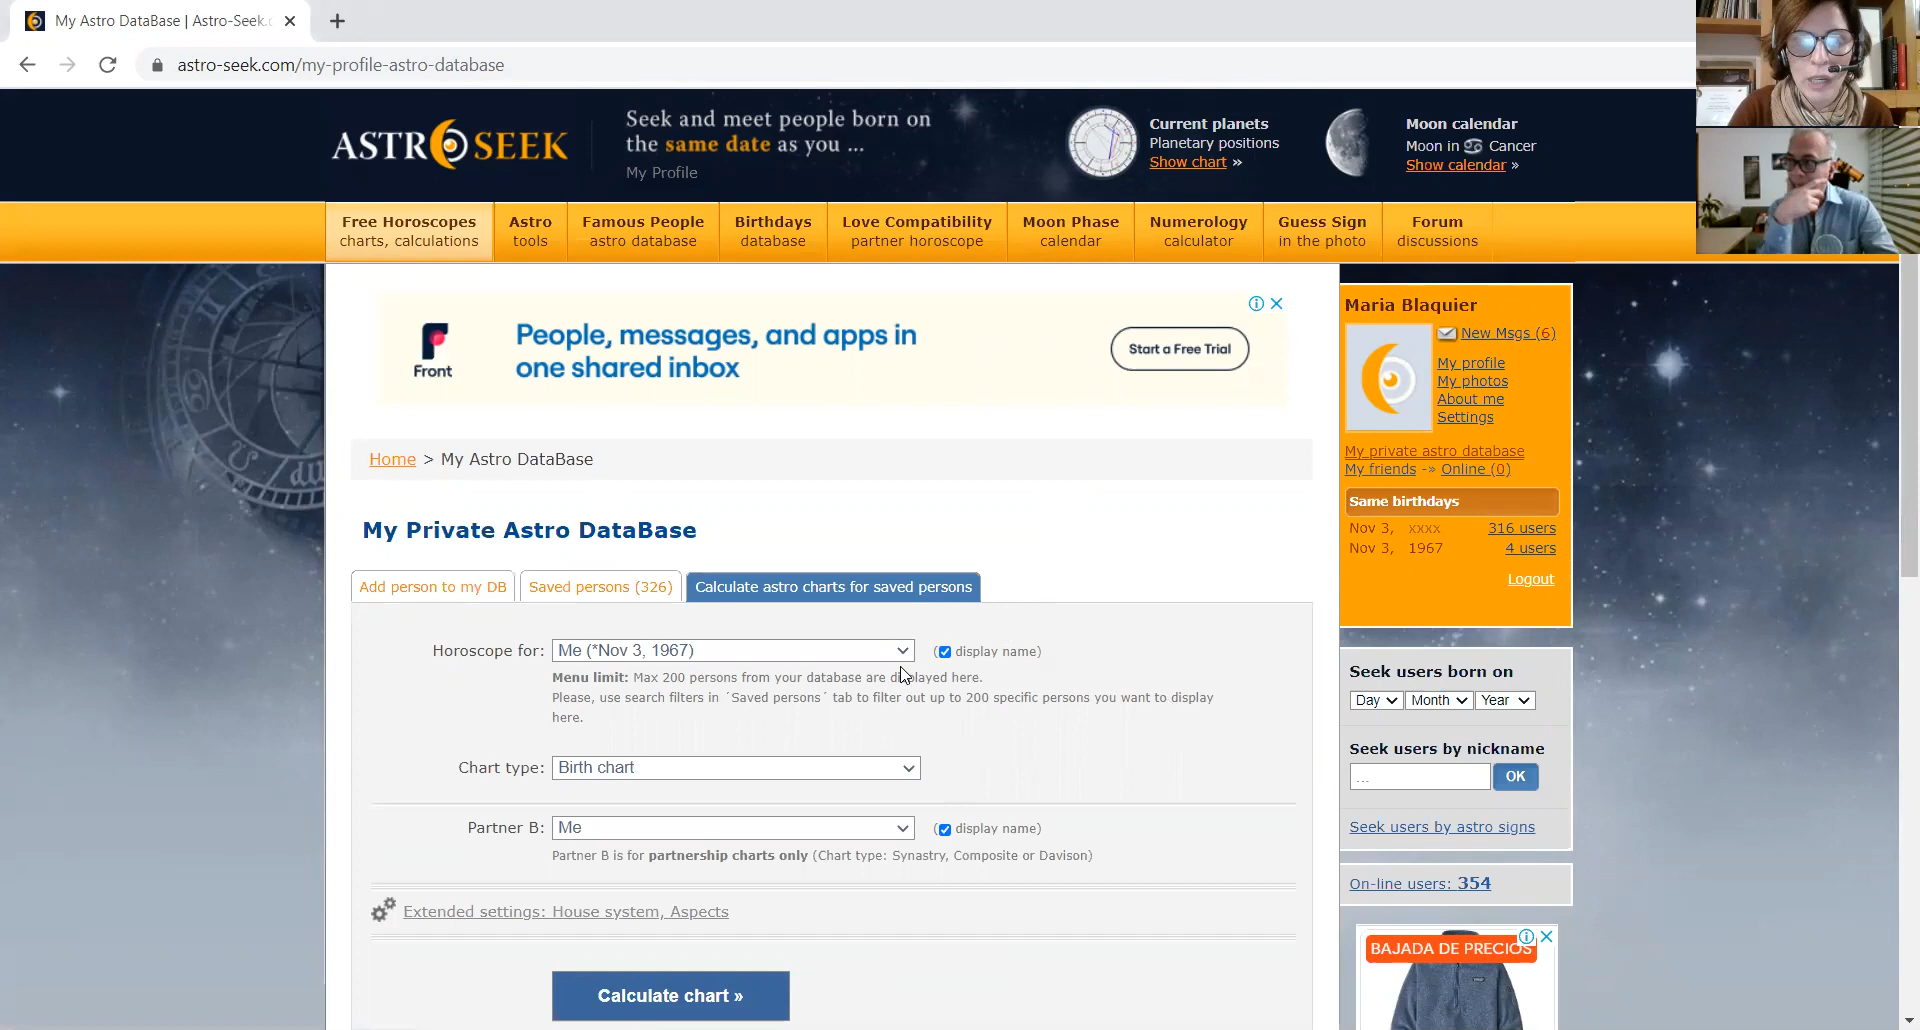 My Astro DataBase | Astro-Seek.c
astro-seek.com/my-profile-astro-database
ASTROSEEK
Seek and meet people born on
the same date as you ...
My Profile
Current planets
Planetary positions
Show chart »
Moon calendar
Moon in ♋ Cancer
Show calendar »
Free Horoscopes
charts, calculations
Astro
tools
Famous People
astro database
Birthdays
database
Love Compatibility
partner horoscope
Moon Phase
calendar
Numerology
calculator
Guess Sign
in the photo
Forum
discussions
Front
People, messages, and apps in
one shared inbox
Start a Free Trial
Home > My Astro DataBase
My Private Astro DataBase
Add person to my DB
Saved persons (326)
Calculate astro charts for saved persons
Horoscope for: Me (*Nov 3, 1967) (display name)
Menu limit: Max 200 persons from your database are displayed here.
Please, use search filters in ´Saved persons´ tab to filter out up to 200 specific persons you want to display
here.
Chart type: Birth chart
Partner B: Me (display name)
Partner B is for partnership charts only (Chart type: Synastry, Composite or Davison)
Extended settings: House system, Aspects
Calculate chart »
Maria Blaquier
New Msgs (6)
My profile
My photos
About me
Settings
My private astro database
My friends -» Online (0)
Same birthdays
Nov 3, xxxx 316 users
Nov 3, 1967 4 users
Logout
Seek users born on
Day Month Year
Seek users by nickname
... OK
Seek users by astro signs
On-line users: 354
BAJADA DE PRECIOS